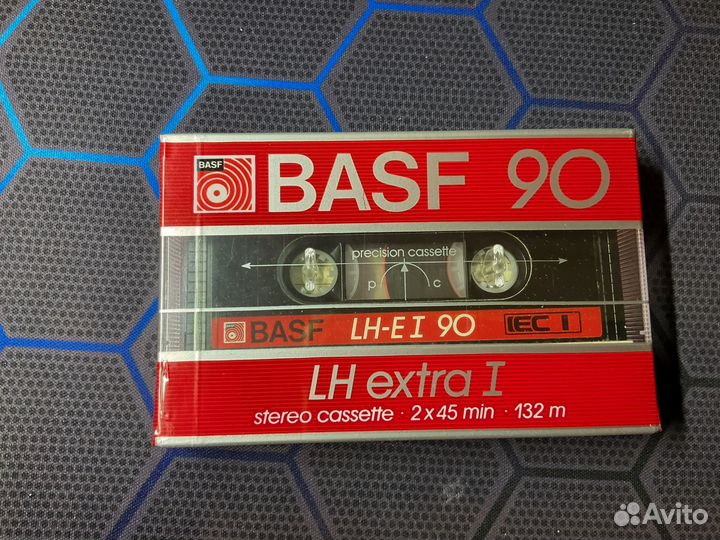 BASF
BASF 90
precision cassette
p c
BASF LH-E I 90 IEC I
LH extra I
stereo cassette · 2 x 45 min · 132 m
Avito